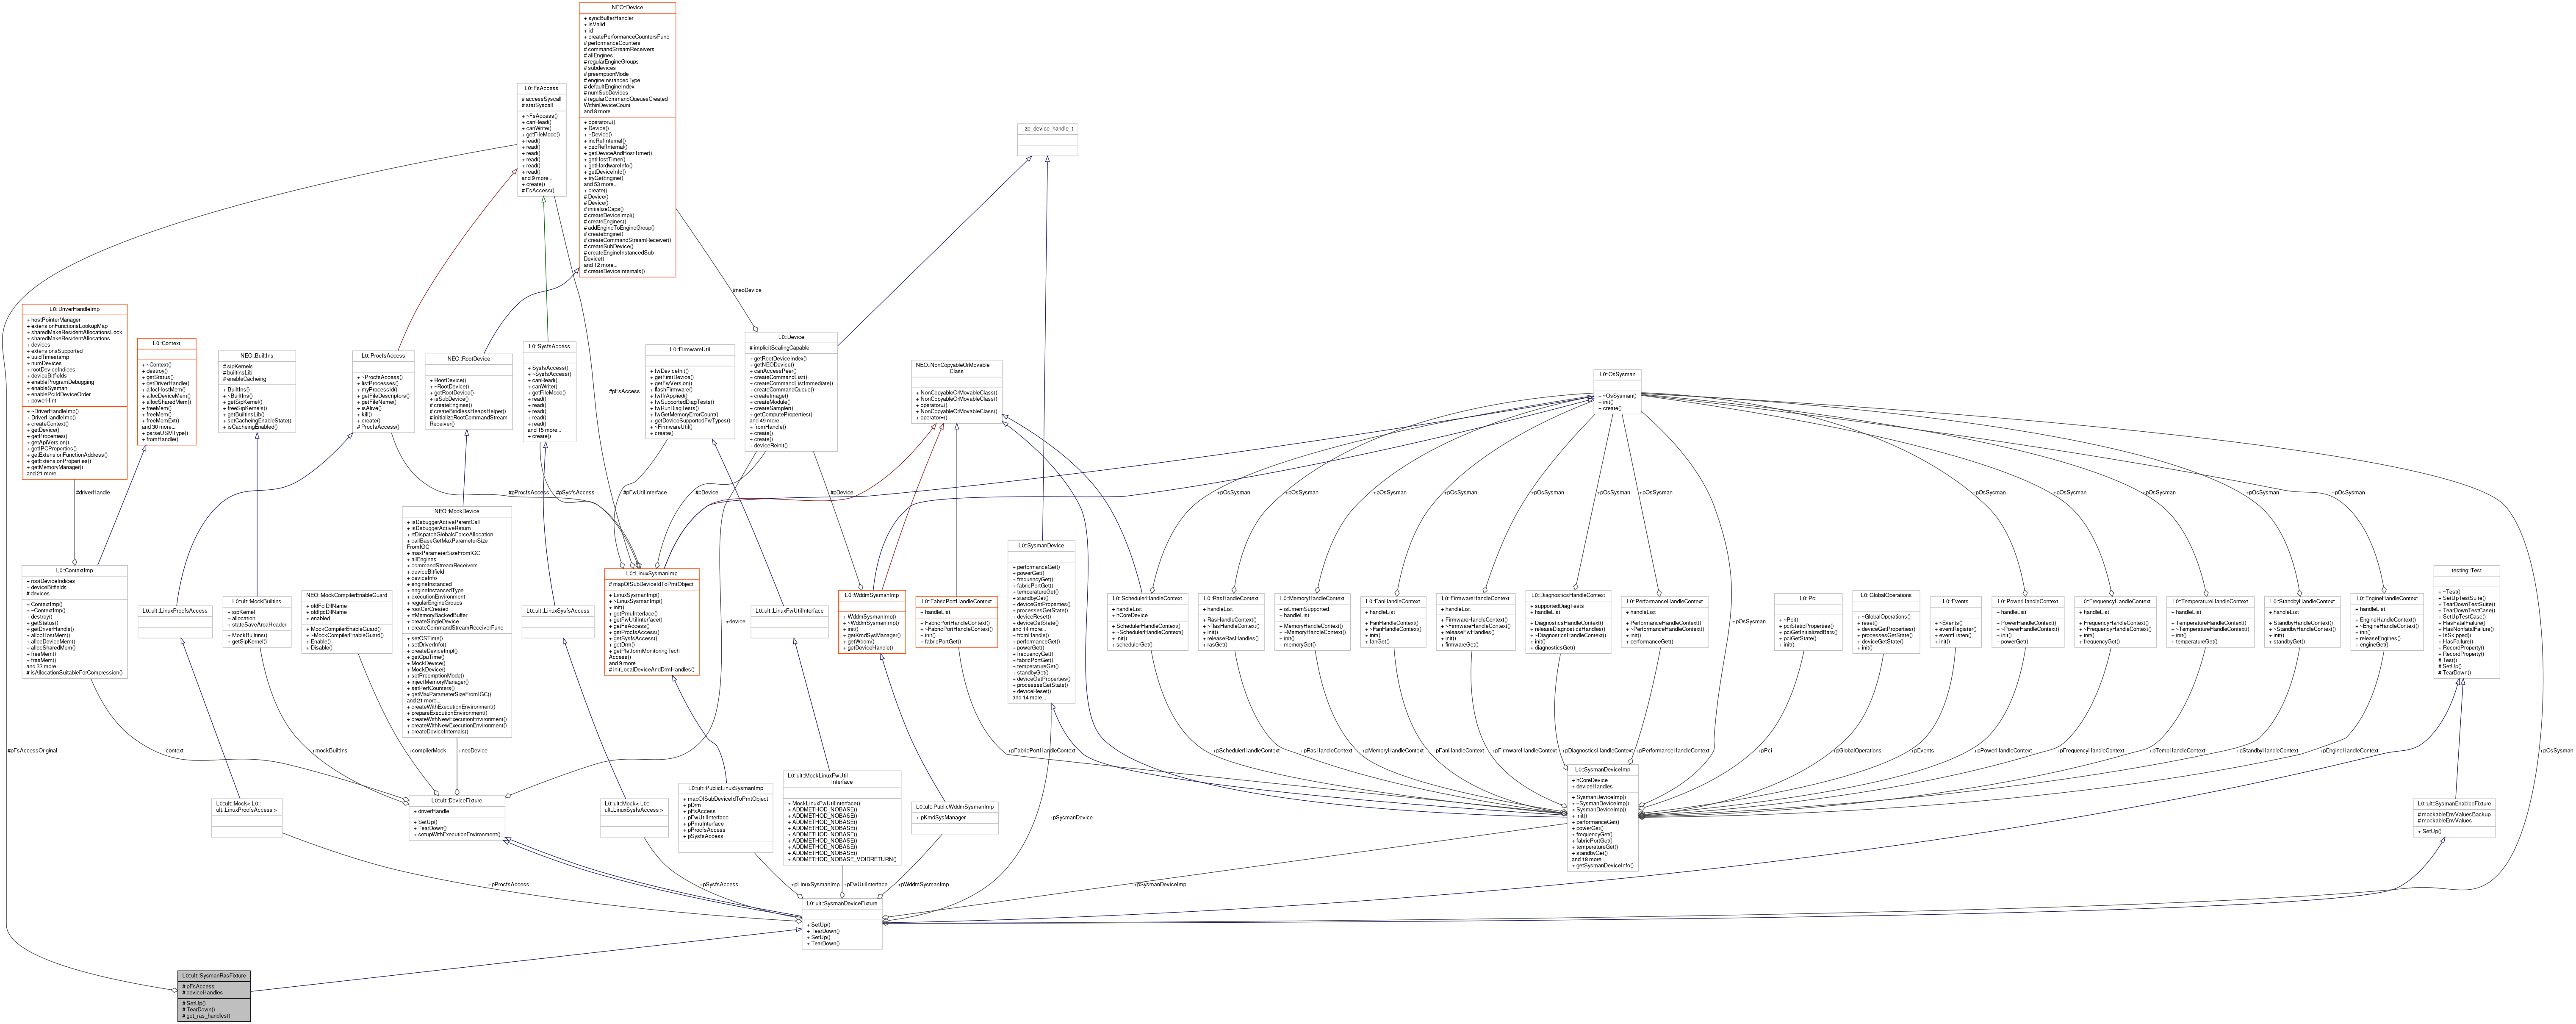 NEO::Device
+ syncBufferHandler
+ isValid
+ id
+ createPerformanceCountersFunc
# performanceCounters
# commandStreamReceivers
# allEngines
# regularEngineGroups
# subdevices
# preemptionMode
# engineInstancedType
# defaultEngineIndex
# numSubDevices
# regularCommandQueuesCreated
WithinDeviceCount
and 8 more...
+ operator=()
+ Device()
+ ~Device()
+ incRefInternal()
+ decRefInternal()
+ getDeviceAndHostTimer()
+ getHostTimer()
+ getHardwareInfo()
+ getDeviceInfo()
+ tryGetEngine()
and 53 more...
+ create()
# Device()
# Device()
# initializeCaps()
# createDeviceImpl()
# createEngines()
# addEngineToEngineGroup()
# createEngine()
# createCommandStreamReceiver()
# createSubDevice()
# createEngineInstancedSub
Device()
and 12 more...
# createDeviceInternals()
L0::FsAccess
# accessSyscall
# statSyscall
+ ~FsAccess()
+ canRead()
+ canWrite()
+ getFileMode()
+ read()
+ read()
+ read()
+ read()
+ read()
+ read()
and 9 more...
+ create()
# FsAccess()
_ze_device_handle_t
#neoDevice
L0::DriverHandleImp
+ hostPointerManager
+ extensionFunctionsLookupMap
+ sharedMakeResidentAllocationsLock
+ sharedMakeResidentAllocations
+ devices
+ extensionsSupported
+ uuidTimestamp
+ numDevices
+ rootDeviceIndices
+ deviceBitfields
+ enableProgramDebugging
+ enableSysman
+ enablePciIdDeviceOrder
+ powerHint
+ ~DriverHandleImp()
+ DriverHandleImp()
+ createContext()
+ getDevice()
+ getProperties()
+ getApiVersion()
+ getIPCProperties()
+ getExtensionFunctionAddress()
+ getExtensionProperties()
+ getMemoryManager()
and 21 more...
L0::Context
+ ~Context()
+ destroy()
+ getStatus()
+ getDriverHandle()
+ allocHostMem()
+ allocDeviceMem()
+ allocSharedMem()
+ freeMem()
+ freeMem()
+ freeMemExt()
and 30 more...
+ parseUSMType()
+ fromHandle()
NEO::BuiltIns
# sipKernels
# builtinsLib
# enableCacheing
+ BuiltIns()
+ ~BuiltIns()
+ getSipKernel()
+ freeSipKernels()
+ getBuiltinsLib()
+ setCacheingEnableState()
+ isCacheingEnabled()
L0::ProcfsAccess
+ ~ProcfsAccess()
+ listProcesses()
+ myProcessId()
+ getFileDescriptors()
+ getFileName()
+ isAlive()
+ kill()
+ create()
# ProcfsAccess()
NEO::RootDevice
+ RootDevice()
+ ~RootDevice()
+ getRootDevice()
+ isSubDevice()
# createEngines()
# createBindlessHeapsHelper()
# initializeRootCommandStream
Receiver()
L0::SysfsAccess
+ SysfsAccess()
+ ~SysfsAccess()
+ canRead()
+ canWrite()
+ getFileMode()
+ read()
+ read()
+ read()
+ read()
+ read()
and 15 more...
+ create()
#pFsAccess
L0::FirmwareUtil
+ fwDeviceInit()
+ getFirstDevice()
+ getFwVersion()
+ flashFirmware()
+ fwIfrApplied()
+ fwSupportedDiagTests()
+ fwRunDiagTests()
+ fwGetMemoryErrorCount()
+ getDeviceSupportedFwTypes()
+ ~FirmwareUtil()
+ create()
L0::Device
# implicitScalingCapable
+ getRootDeviceIndex()
+ getNEODevice()
+ canAccessPeer()
+ createCommandList()
+ createCommandListImmediate()
+ createCommandQueue()
+ createImage()
+ createModule()
+ createSampler()
+ getComputeProperties()
and 41 more...
+ fromHandle()
+ create()
+ create()
+ deviceReinit()
NEO::NonCopyableOrMovable
Class
+ NonCopyableOrMovableClass()
+ NonCopyableOrMovableClass()
+ operator=()
+ NonCopyableOrMovableClass()
+ operator=()
L0::OsSysman
+ ~OsSysman()
+ init()
+ create()
#driverHandle
#pProcfsAccess
#pSysfsAccess
#pFwUtilInterface
#pDevice
#pDevice
+pOsSysman
+pOsSysman
+pOsSysman
+pOsSysman
+pOsSysman
+pOsSysman
+pOsSysman
+pOsSysman
+pOsSysman
+pOsSysman
+pOsSysman
+pOsSysman
NEO::MockDevice
+ isDebuggerActiveParentCall
+ isDebuggerActiveReturn
+ rtDispatchGlobalsForceAllocation
+ callBaseGetMaxParameterSize
FromIGC
+ maxParameterSizeFromIGC
+ allEngines
+ commandStreamReceivers
+ deviceBitfield
+ deviceInfo
+ engineInstanced
+ engineInstancedType
+ executionEnvironment
+ regularEngineGroups
+ rootCsrCreated
+ rtMemoryBackedBuffer
+ createSingleDevice
+ createCommandStreamReceiverFunc
+ setOSTime()
+ setDriverInfo()
+ createDeviceImpl()
+ getCpuTime()
+ MockDevice()
+ MockDevice()
+ setPreemptionMode()
+ injectMemoryManager()
+ setPerfCounters()
+ getMaxParameterSizeFromIGC()
and 21 more...
+ createWithExecutionEnvironment()
+ prepareExecutionEnvironment()
+ createWithNewExecutionEnvironment()
+ createWithNewExecutionEnvironment()
+ createDeviceInternals()
L0::ContextImp
+ rootDeviceIndices
+ deviceBitfields
# devices
+ ContextImp()
+ ~ContextImp()
+ destroy()
+ getStatus()
+ getDriverHandle()
+ allocHostMem()
+ allocDeviceMem()
+ allocSharedMem()
+ freeMem()
+ freeMem()
and 33 more...
# isAllocationSuitableForCompression()
L0::ult::LinuxProcfsAccess
L0::ult::MockBuiltins
+ sipKernel
+ allocation
+ stateSaveAreaHeader
+ MockBuiltins()
+ getSipKernel()
NEO::MockCompilerEnableGuard
+ oldFclDllName
+ oldIgcDllName
+ enabled
+ MockCompilerEnableGuard()
+ ~MockCompilerEnableGuard()
+ Enable()
+ Disable()
L0::ult::LinuxSysfsAccess
L0::LinuxSysmanImp
# mapOfSubDeviceIdToPmtObject
+ LinuxSysmanImp()
+ ~LinuxSysmanImp()
+ init()
+ getPmuInterface()
+ getFwUtilInterface()
+ getFsAccess()
+ getProcfsAccess()
+ getSysfsAccess()
+ getDrm()
+ getPlatformMonitoringTech
Access()
and 9 more...
# initLocalDeviceAndDrmHandles()
+device
L0::ult::LinuxFwUtilInterface
L0::WddmSysmanImp
+ WddmSysmanImp()
+ ~WddmSysmanImp()
+ init()
+ getKmdSysManager()
+ getWddm()
+ getDeviceHandle()
L0::FabricPortHandleContext
+ handleList
+ FabricPortHandleContext()
+ ~FabricPortHandleContext()
+ init()
+ fabricPortGet()
L0::SysmanDevice
+ performanceGet()
+ powerGet()
+ frequencyGet()
+ fabricPortGet()
+ temperatureGet()
+ standbyGet()
+ deviceGetProperties()
+ processesGetState()
+ deviceReset()
+ deviceGetState()
and 14 more...
+ fromHandle()
+ performanceGet()
+ powerGet()
+ frequencyGet()
+ fabricPortGet()
+ temperatureGet()
+ standbyGet()
+ deviceGetProperties()
+ processesGetState()
+ deviceReset()
and 14 more...
L0::SchedulerHandleContext
+ handleList
+ hCoreDevice
+ SchedulerHandleContext()
+ ~SchedulerHandleContext()
+ init()
+ schedulerGet()
L0::RasHandleContext
+ handleList
+ RasHandleContext()
+ ~RasHandleContext()
+ init()
+ releaseRasHandles()
+ rasGet()
L0::MemoryHandleContext
+ isLmemSupported
+ handleList
+ MemoryHandleContext()
+ ~MemoryHandleContext()
+ init()
+ memoryGet()
L0::FanHandleContext
+ handleList
+ FanHandleContext()
+ ~FanHandleContext()
+ init()
+ fanGet()
L0::FirmwareHandleContext
+ handleList
+ FirmwareHandleContext()
+ ~FirmwareHandleContext()
+ releaseFwHandles()
+ init()
+ firmwareGet()
L0::DiagnosticsHandleContext
+ supportedDiagTests
+ handleList
+ DiagnosticsHandleContext()
+ releaseDiagnosticsHandles()
+ ~DiagnosticsHandleContext()
+ init()
+ diagnosticsGet()
L0::PerformanceHandleContext
+ handleList
+ PerformanceHandleContext()
+ ~PerformanceHandleContext()
+ init()
+ performanceGet()
+pOsSysman
L0::Pci
+ ~Pci()
+ pciStaticProperties()
+ pciGetInitializedBars()
+ pciGetState()
+ init()
L0::GlobalOperations
+ ~GlobalOperations()
+ reset()
+ deviceGetProperties()
+ processesGetState()
+ deviceGetState()
+ init()
L0::Events
+ ~Events()
+ eventRegister()
+ eventListen()
+ init()
L0::PowerHandleContext
+ handleList
+ PowerHandleContext()
+ ~PowerHandleContext()
+ init()
+ powerGet()
L0::FrequencyHandleContext
+ handleList
+ FrequencyHandleContext()
+ ~FrequencyHandleContext()
+ init()
+ frequencyGet()
L0::TemperatureHandleContext
+ handleList
+ TemperatureHandleContext()
+ ~TemperatureHandleContext()
+ init()
+ temperatureGet()
L0::StandbyHandleContext
+ handleList
+ StandbyHandleContext()
+ ~StandbyHandleContext()
+ init()
+ standbyGet()
L0::EngineHandleContext
+ handleList
+ EngineHandleContext()
+ ~EngineHandleContext()
+ init()
+ releaseEngines()
+ engineGet()
testing::Test
+ ~Test()
+ SetUpTestSuite()
+ TearDownTestSuite()
+ TearDownTestCase()
+ SetUpTestCase()
+ HasFatalFailure()
+ HasNonfatalFailure()
+ IsSkipped()
+ HasFailure()
+ RecordProperty()
+ RecordProperty()
# Test()
# SetUp()
# TearDown()
#pFsAccessOriginal
+context
+mockBuiltIns
+compilerMock
+neoDevice
+pFabricPortHandleContext
+pSchedulerHandleContext
+pRasHandleContext
+pMemoryHandleContext
+pFanHandleContext
+pFirmwareHandleContext
+pDiagnosticsHandleContext
+pPerformanceHandleContext
+pPci
+pGlobalOperations
+pEvents
+pPowerHandleContext
+pFrequencyHandleContext
+pTempHandleContext
+pStandbyHandleContext
+pEngineHandleContext
+pOsSysman
L0::ult::Mock< L0::
ult::LinuxProcfsAccess >
L0::ult::DeviceFixture
+ driverHandle
+ SetUp()
+ TearDown()
+ setupWithExecutionEnvironment()
L0::ult::Mock< L0::
ult::LinuxSysfsAccess >
L0::ult::PublicLinuxSysmanImp
+ mapOfSubDeviceIdToPmtObject
+ pDrm
+ pFsAccess
+ pFwUtilInterface
+ pPmuInterface
+ pProcfsAccess
+ pSysfsAccess
L0::ult::MockLinuxFwUtil
Interface
+ MockLinuxFwUtilInterface()
+ ADDMETHOD_NOBASE()
+ ADDMETHOD_NOBASE()
+ ADDMETHOD_NOBASE()
+ ADDMETHOD_NOBASE()
+ ADDMETHOD_NOBASE()
+ ADDMETHOD_NOBASE()
+ ADDMETHOD_NOBASE()
+ ADDMETHOD_NOBASE()
+ ADDMETHOD_NOBASE_VOIDRETURN()
L0::ult::PublicWddmSysmanImp
+ pKmdSysManager
+pSysmanDevice
L0::SysmanDeviceImp
+ hCoreDevice
+ deviceHandles
+ SysmanDeviceImp()
+ ~SysmanDeviceImp()
+ SysmanDeviceImp()
+ init()
+ performanceGet()
+ powerGet()
+ frequencyGet()
+ fabricPortGet()
+ temperatureGet()
+ standbyGet()
and 18 more...
+ getSysmanDeviceInfo()
L0::ult::SysmanEnabledFixture
# mockableEnvValuesBackup
# mockableEnvValues
+ SetUp()
+pProcfsAccess
+pSysfsAccess
+pLinuxSysmanImp
+pFwUtilInterface
+pWddmSysmanImp
+pSysmanDeviceImp
L0::ult::SysmanDeviceFixture
+ SetUp()
+ TearDown()
+ SetUp()
+ TearDown()
L0::ult::SysmanRasFixture
# pFsAccess
# deviceHandles
# SetUp()
# TearDown()
# get_ras_handles()